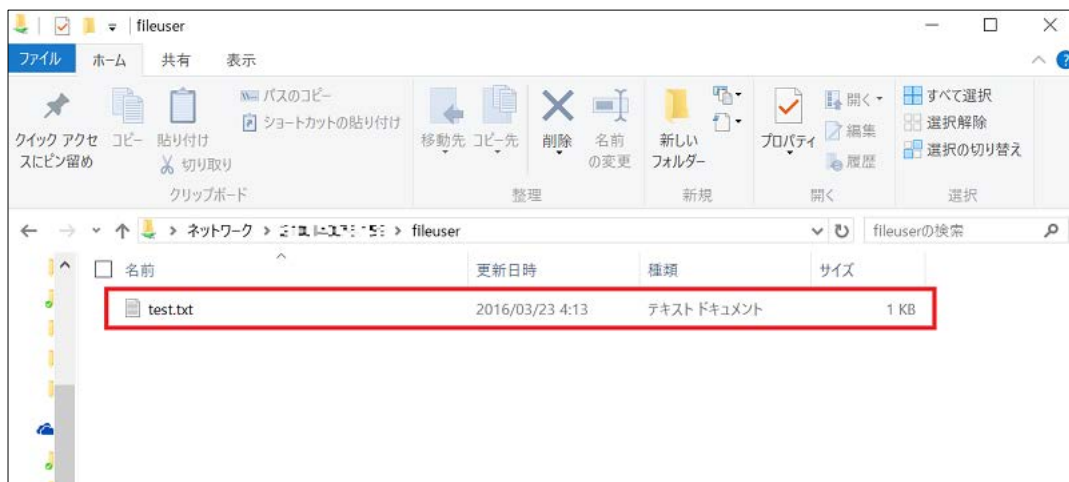 fileuser
ファイル ホーム 共有 表示
クイック アクセスにピン留め
コピー
貼り付け
パスのコピー
ショートカットの貼り付け
切り取り
クリップボード
移動先
コピー先
削除
名前の変更
整理
新しいフォルダー
新規
プロパティ
開く
編集
履歴
開く
すべて選択
選択解除
選択の切り替え
選択
ネットワーク > > fileuser
fileuserの検索
名前 更新日時 種類 サイズ
test.txt 2016/03/23 4:13 テキスト ドキュメント 1 KB